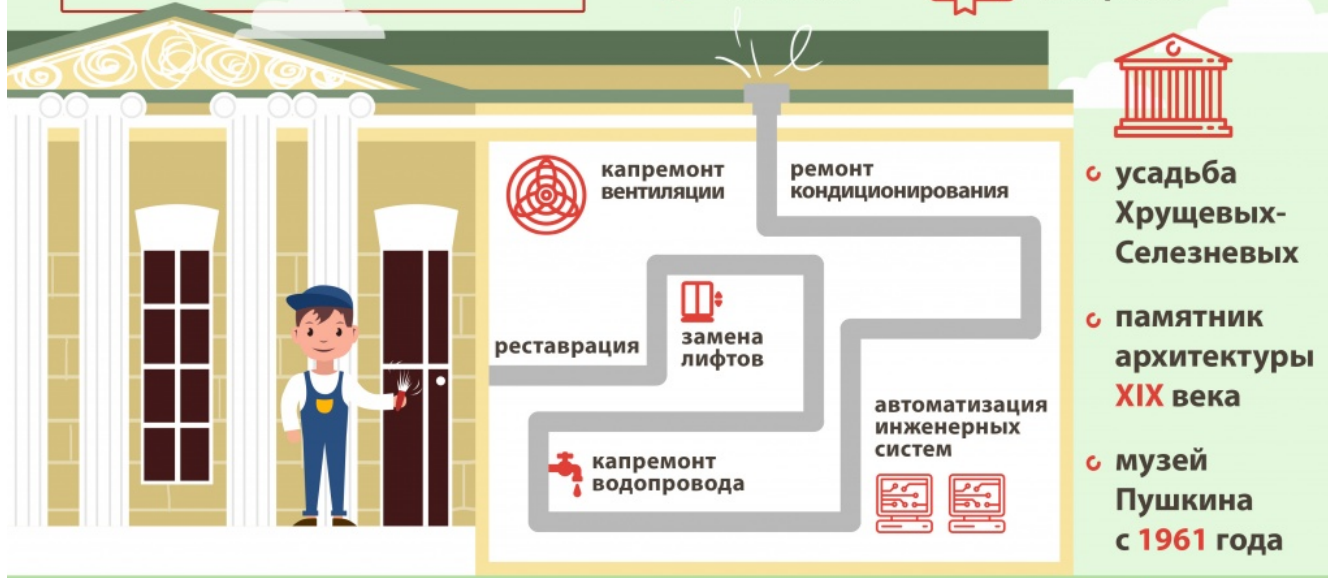 капремонт
вентиляции
ремонт
кондиционирования
реставрация
замена
лифтов
автоматизация
инженерных
систем
капремонт
водопровода
усадьба
Хрущевых-
Селезневых
памятник
архитектуры
XIX века
музей
Пушкина
с 1961 года